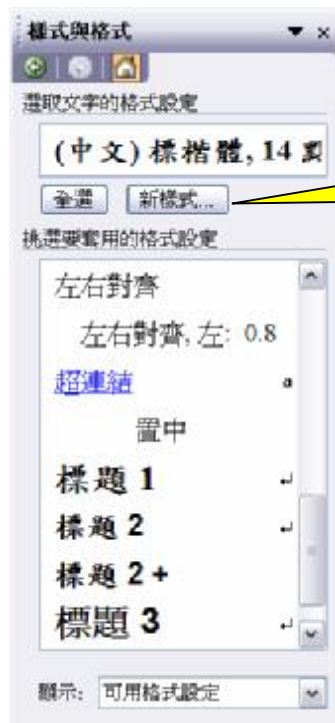 樣式與格式
選取文字的格式設定
(中文)標楷體, 14 點
全選 新樣式...
挑選要套用的格式設定
左右對齊
左右對齊, 左: 0.8
超連結 a
置中
標題 1
標題 2
標題 2 +
標題 3
顯示: 可用格式設定